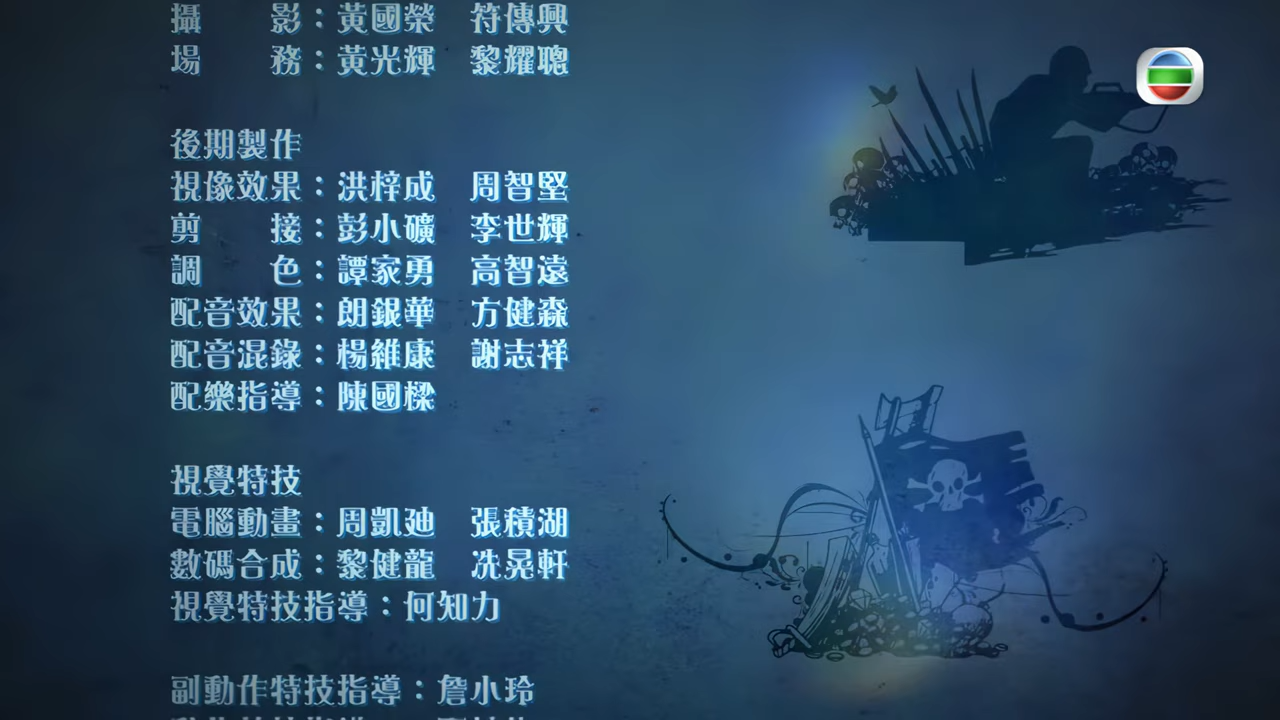 攝影：黃國榮 符傳興
場務：黃光輝 黎耀聰
後期製作
視像效果：洪梓成 周智堅
剪接：彭小礦 李世輝
調色：譚家勇 高智遠
配音效果：朗銀華 方健森
配音混錄：楊維康 謝志祥
配樂指導：陳國樑
視覺特技
電腦動畫：周凱廸 張積湖
數碼合成：黎健龍 冼晃軒
視覺特技指導：何知力
副動作特技指導：詹小玲